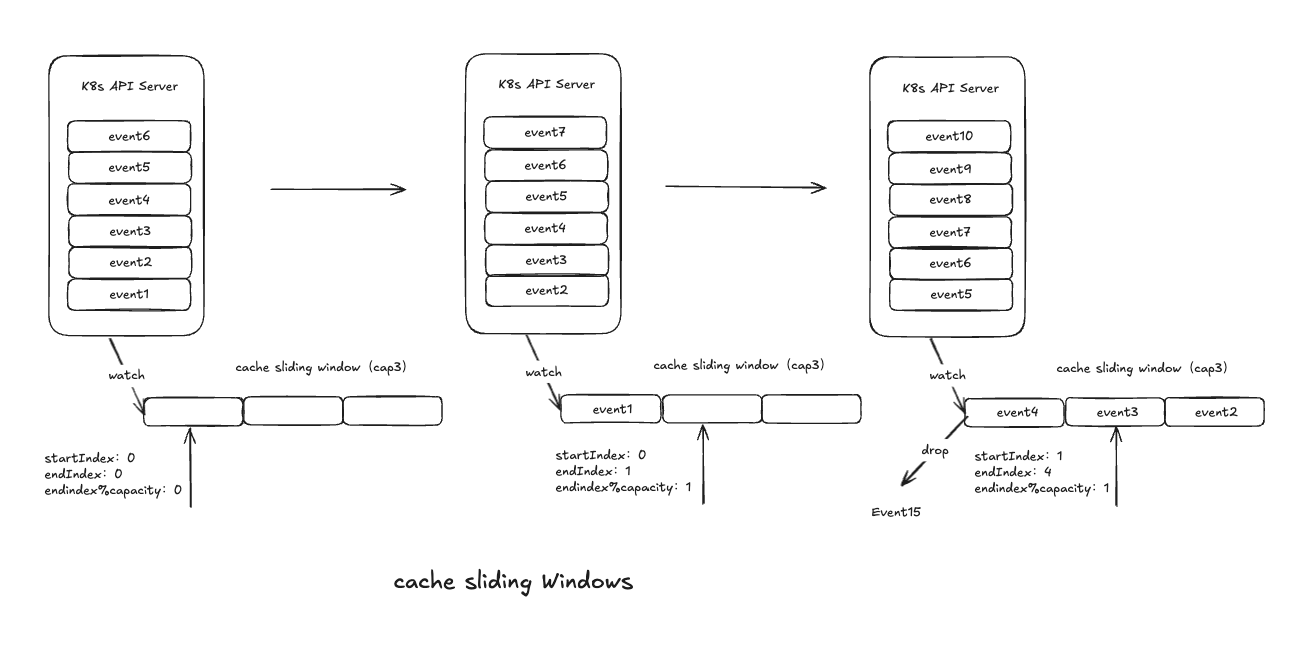 K8s API Server
event6
event5
event4
event3
event2
event1
watch
cache sliding window (cap3)
startIndex: 0
endIndex: 0
endindex%capacity: 0
K8s API Server
event7
event6
event5
event4
event3
event2
watch
cache sliding window (cap3)
event1
startIndex: 0
endIndex: 1
endindex%capacity: 1
K8s API Server
event10
event9
event8
event7
event6
event5
watch
cache sliding window (cap3)
event4
event3
event2
drop
Event15
startIndex: 1
endIndex: 4
endindex%capacity: 1
cache sliding Windows